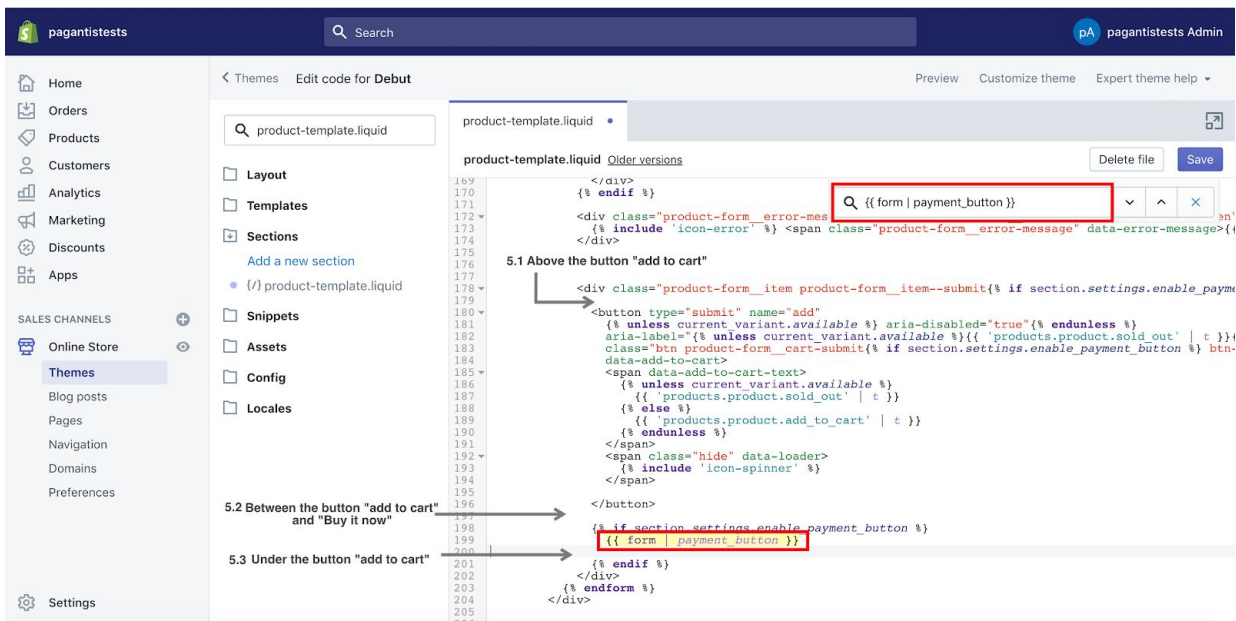 pagantistests
Search
pA pagantistests Admin
Home
Orders
Products
Customers
Analytics
Marketing
Discounts
Apps
SALES CHANNELS
Online Store
Themes
Blog posts
Pages
Navigation
Domains
Preferences
Settings
Themes Edit code for Debut
Preview Customize theme Expert theme help
product-template.liquid
Layout
Templates
Sections
Add a new section
{/} product-template.liquid
Snippets
Assets
Config
Locales
product-template.liquid
product-template.liquid Older versions
Delete file Save
{{ form | payment_button }}
169 </div>
170 {% endif %}
171
172 <div class="product-form__error-mes
173 {% include 'icon-error' %} <span class="product-form__error-message" data-error-message>{{
174 </div>
175
176
177
178 <div class="product-form__item product-form__item--submit{% if section.settings.enable_payme
179
180 <button type="submit" name="add"
181 {% unless current_variant.available %} aria-disabled="true"{% endunless %}
182 aria-label="{% unless current_variant.available %}{{ 'products.product.sold_out' | t }}{
183 class="btn product-form__cart-submit{% if section.settings.enable_payment_button %} btn-
184 data-add-to-cart>
185 <span data-add-to-cart-text>
186 {% unless current_variant.available %}
187 {{ 'products.product.sold_out' | t }}
188 {% else %}
189 {{ 'products.product.add_to_cart' | t }}
190 {% endunless %}
191 </span>
192 <span class="hide" data-loader>
193 {% include 'icon-spinner' %}
194 </span>
195
196 </button>
197
198 {% if section.settings.enable_payment_button %}
199 {{ form | payment_button }}
200
201 {% endif %}
202 </div>
203 {% endform %}
204 </div>
205
5.1 Above the button "add to cart"
5.2 Between the button "add to cart"
and "Buy it now"
5.3 Under the button "add to cart"